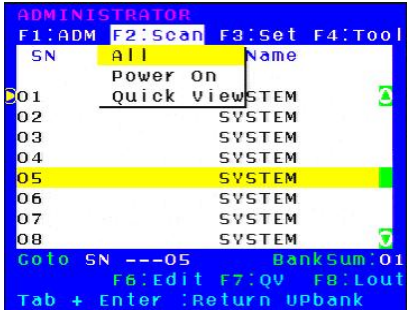 ADMINISTRATOR
F1:ADM F2:Scan F3:Set F4:Tool
SN All Name
Power On
01 Quick View SYSTEM
02 SYSTEM
03 SYSTEM
04 SYSTEM
05 SYSTEM
06 SYSTEM
07 SYSTEM
08 SYSTEM
Goto SN ---05 BankSum:01
F6:Edit F7:QV F8:Lout
Tab + Enter :Return UPbank